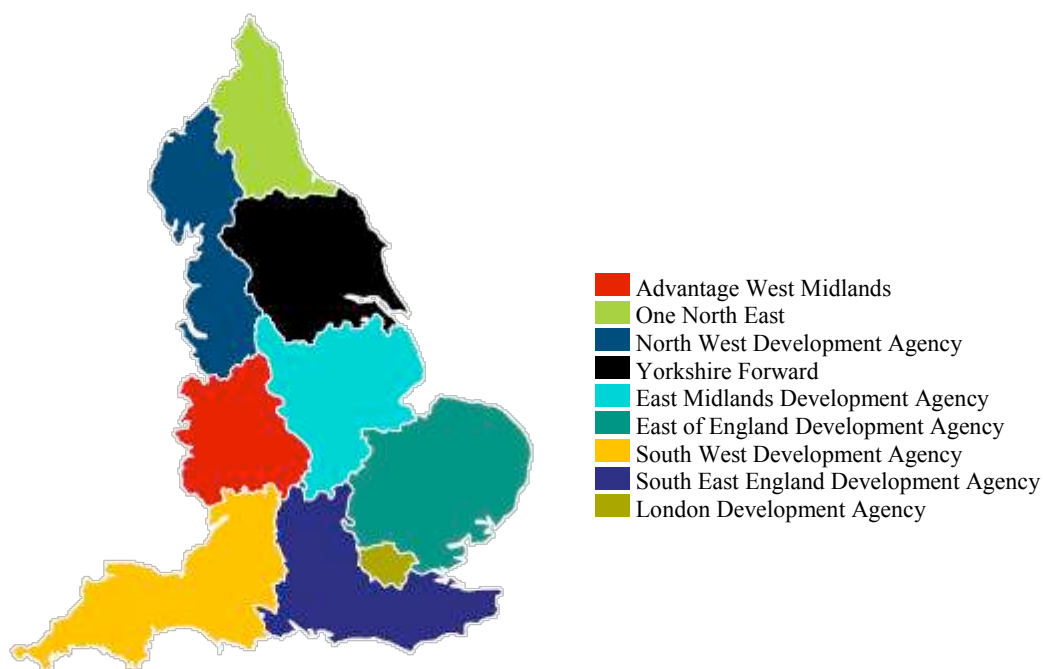 Advantage West Midlands
One North East
North West Development Agency
Yorkshire Forward
East Midlands Development Agency
East of England Development Agency
South West Development Agency
South East England Development Agency
London Development Agency